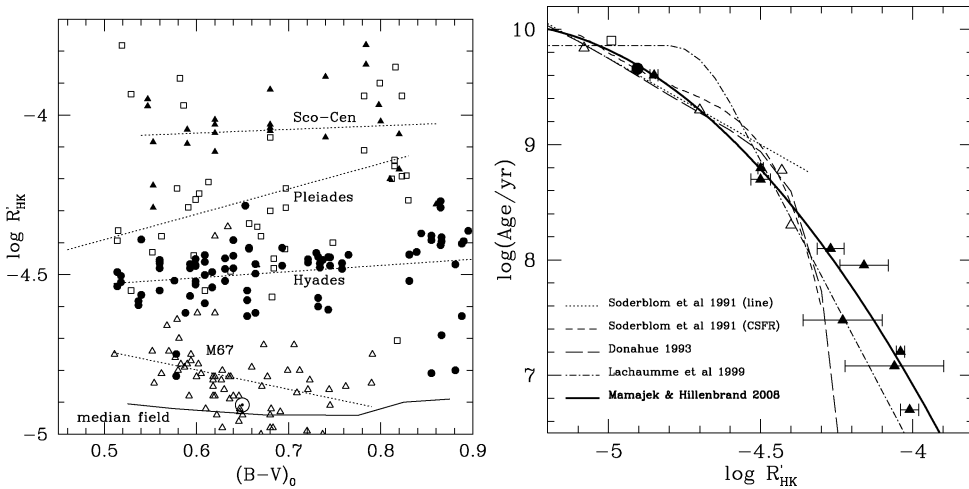 log R'HK
−4
−4.5
−5
Sco-Cen
Pleiades
Hyades
M67
median field
0.5
0.6
0.7
0.8
0.9
(B−V)0
log(Age/yr)
10
9
8
7
Soderblom et al 1991 (line)
Soderblom et al 1991 (CSFR)
Donahue 1993
Lachaumme et al 1999
Mamajek & Hillenbrand 2008
−5
−4.5
−4
log R'HK